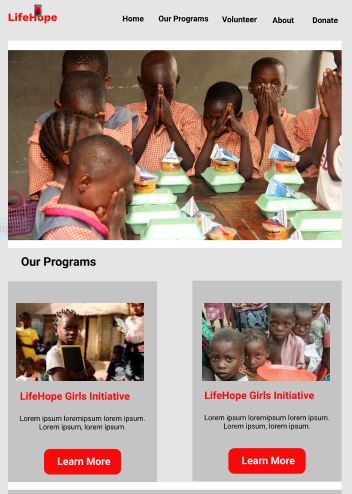 LifeHope
Home Our Programs Volunteer About Donate
Our Programs
LifeHope Girls Initiative
Lorem ipsum loremipsum lorem ipsum.
Lorem ipsum, lorem ipsum.
Learn More
LifeHope Girls Initiative
Lorem ipsum loremipsum lorem ipsum.
Lorem ipsum, lorem ipsum.
Learn More